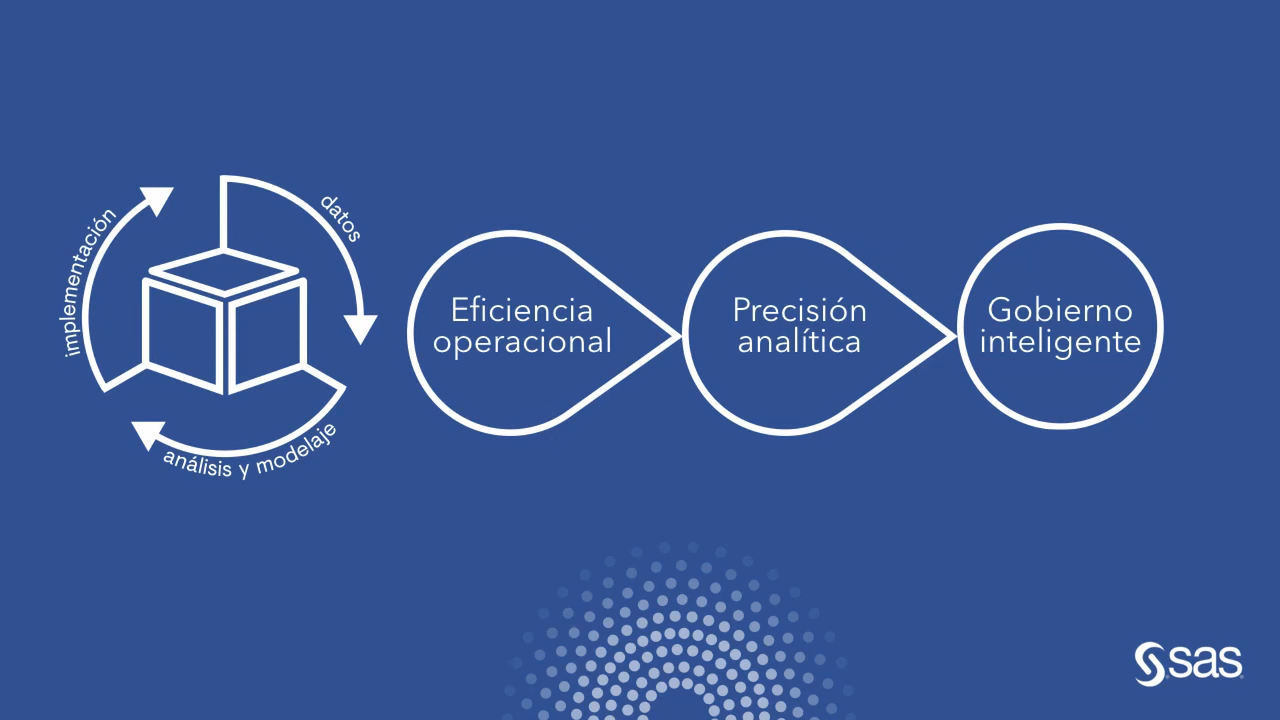 implementación
datos
análisis y modelaje
Eficiencia
operacional
Precisión
analítica
Gobierno
inteligente
sas